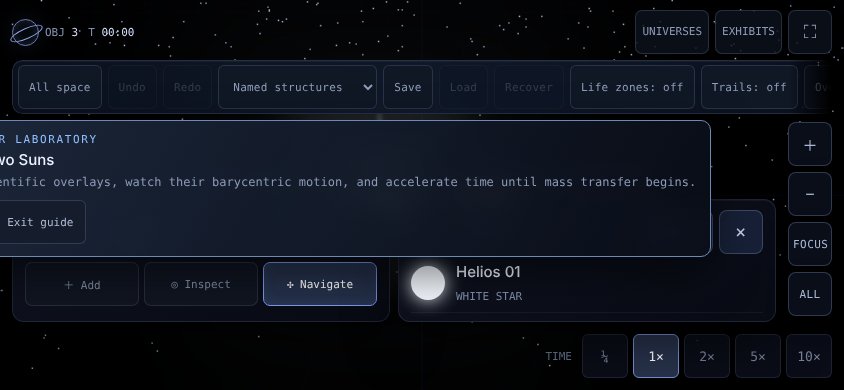 OBJ 3 T 00:00
UNIVERSES
EXHIBITS
All space
Undo
Redo
Named structures
Save
Load
Recover
Life zones: off
Trails: off
Ov
R LABORATORY
wo Suns
entific overlays, watch their barycentric motion, and accelerate time until mass transfer begins.
Exit guide
+
−
FOCUS
ALL
×
+ Add
◎ Inspect
✣ Navigate
Helios 01
WHITE STAR
TIME
¼
1×
2×
5×
10×